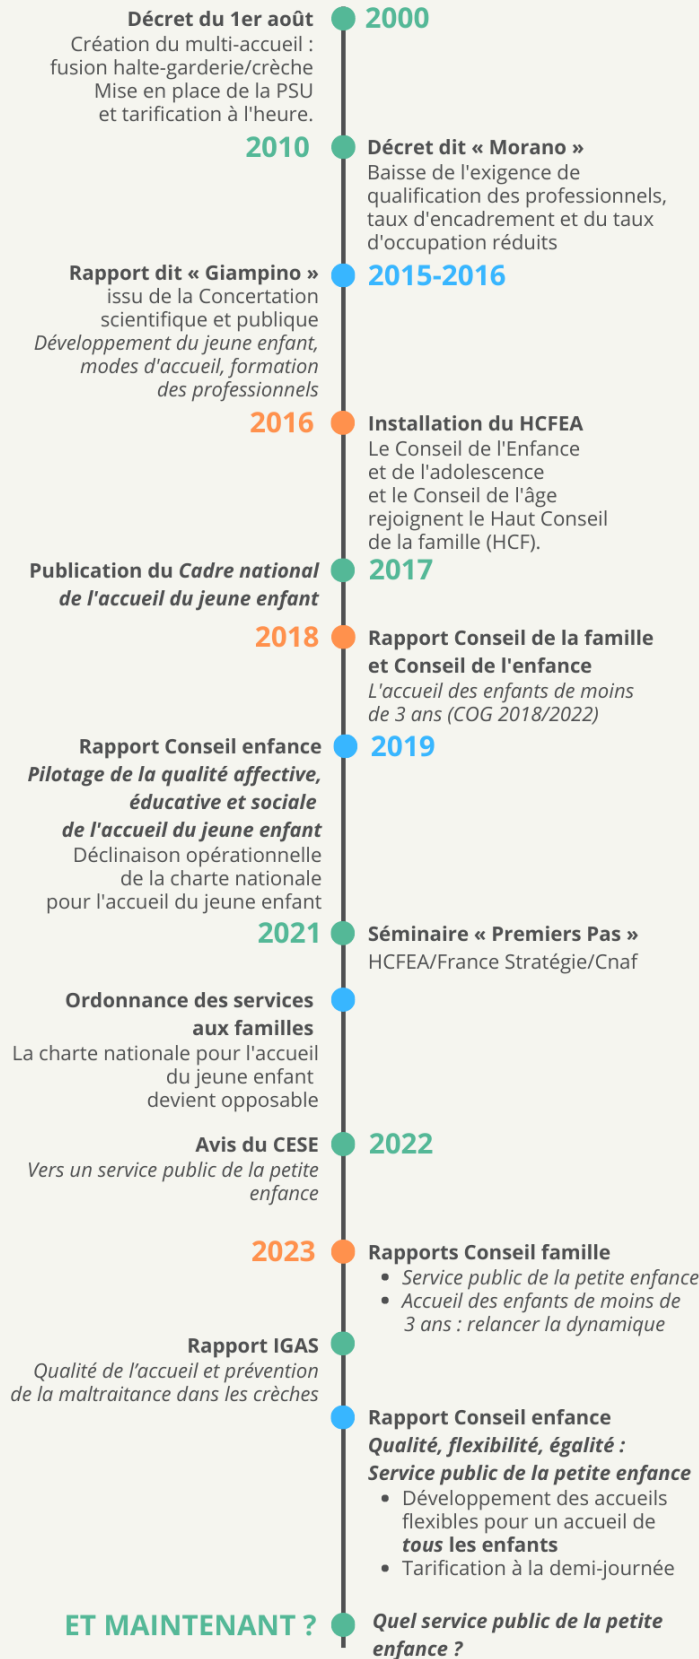 Décret du 1er août
2000
Création du multi-accueil :
fusion halte-garderie/crèche
Mise en place de la PSU
et tarification à l'heure.
2010
Décret dit « Morano »
Baisse de l'exigence de
qualification des professionnels,
taux d'encadrement et du taux
d'occupation réduits
Rapport dit « Giampino »
2015-2016
issu de la Concertation
scientifique et publique
Développement du jeune enfant,
modes d'accueil, formation
des professionnels
2016
Installation du HCFEA
Le Conseil de l'Enfance
et de l'adolescence
et le Conseil de l'âge
rejoignent le Haut Conseil
de la famille (HCF).
Publication du Cadre national
de l'accueil du jeune enfant
2017
2018
Rapport Conseil de la famille
et Conseil de l'enfance
L'accueil des enfants de moins
de 3 ans (COG 2018/2022)
Rapport Conseil enfance
2019
Pilotage de la qualité affective,
éducative et sociale
de l'accueil du jeune enfant
Déclinaison opérationnelle
de la charte nationale
pour l'accueil du jeune enfant
2021
Séminaire « Premiers Pas »
HCFEA/France Stratégie/Cnaf
Ordonnance des services
aux familles
La charte nationale pour l'accueil
du jeune enfant
devient opposable
Avis du CESE
2022
Vers un service public de la petite
enfance
2023
Rapports Conseil famille
• Service public de la petite enfance
• Accueil des enfants de moins de
3 ans : relancer la dynamique
Rapport IGAS
Qualité de l’accueil et prévention
de la maltraitance dans les crèches
Rapport Conseil enfance
Qualité, flexibilité, égalité :
Service public de la petite enfance
• Développement des accueils
flexibles pour un accueil de
tous les enfants
• Tarification à la demi-journée
ET MAINTENANT ?
Quel service public de la petite
enfance ?